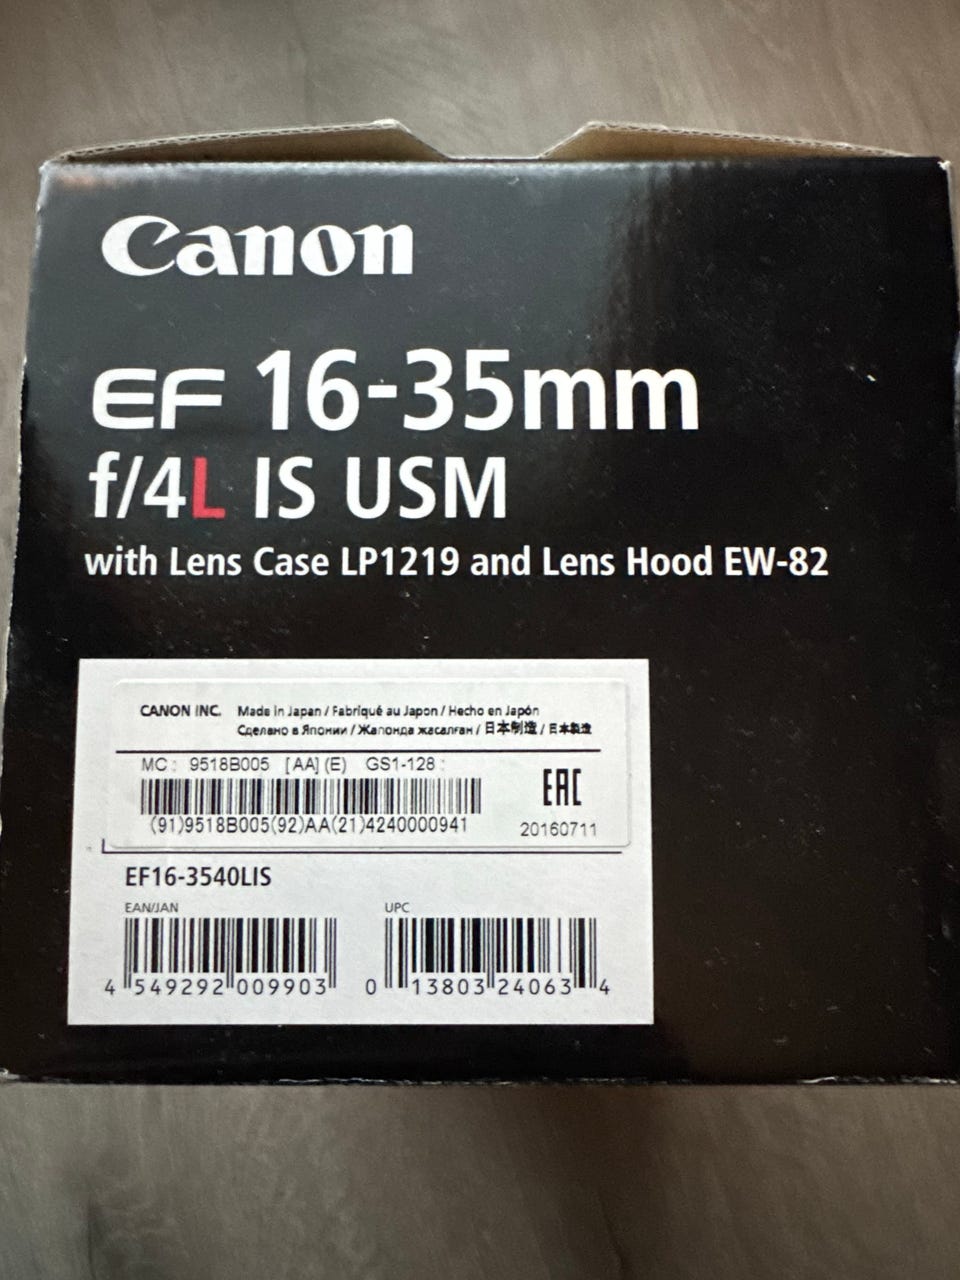 Canon
EF 16-35mm
f/4L IS USM
with Lens Case LP1219 and Lens Hood EW-82
CANON INC. Made in Japan / Fabriqué au Japon / Hecho en Japón
Сделано в Японии / Жапонда жасалған / 日本制造 / 日本製造
MC: 9518B005 [AA] (E) GS1-128:
EAC
(91)9518B005(92)AA(21)4240000941
20160711
EF16-3540LIS
EAN/JAN UPC
4 549292 009903 0 13803 24063 4